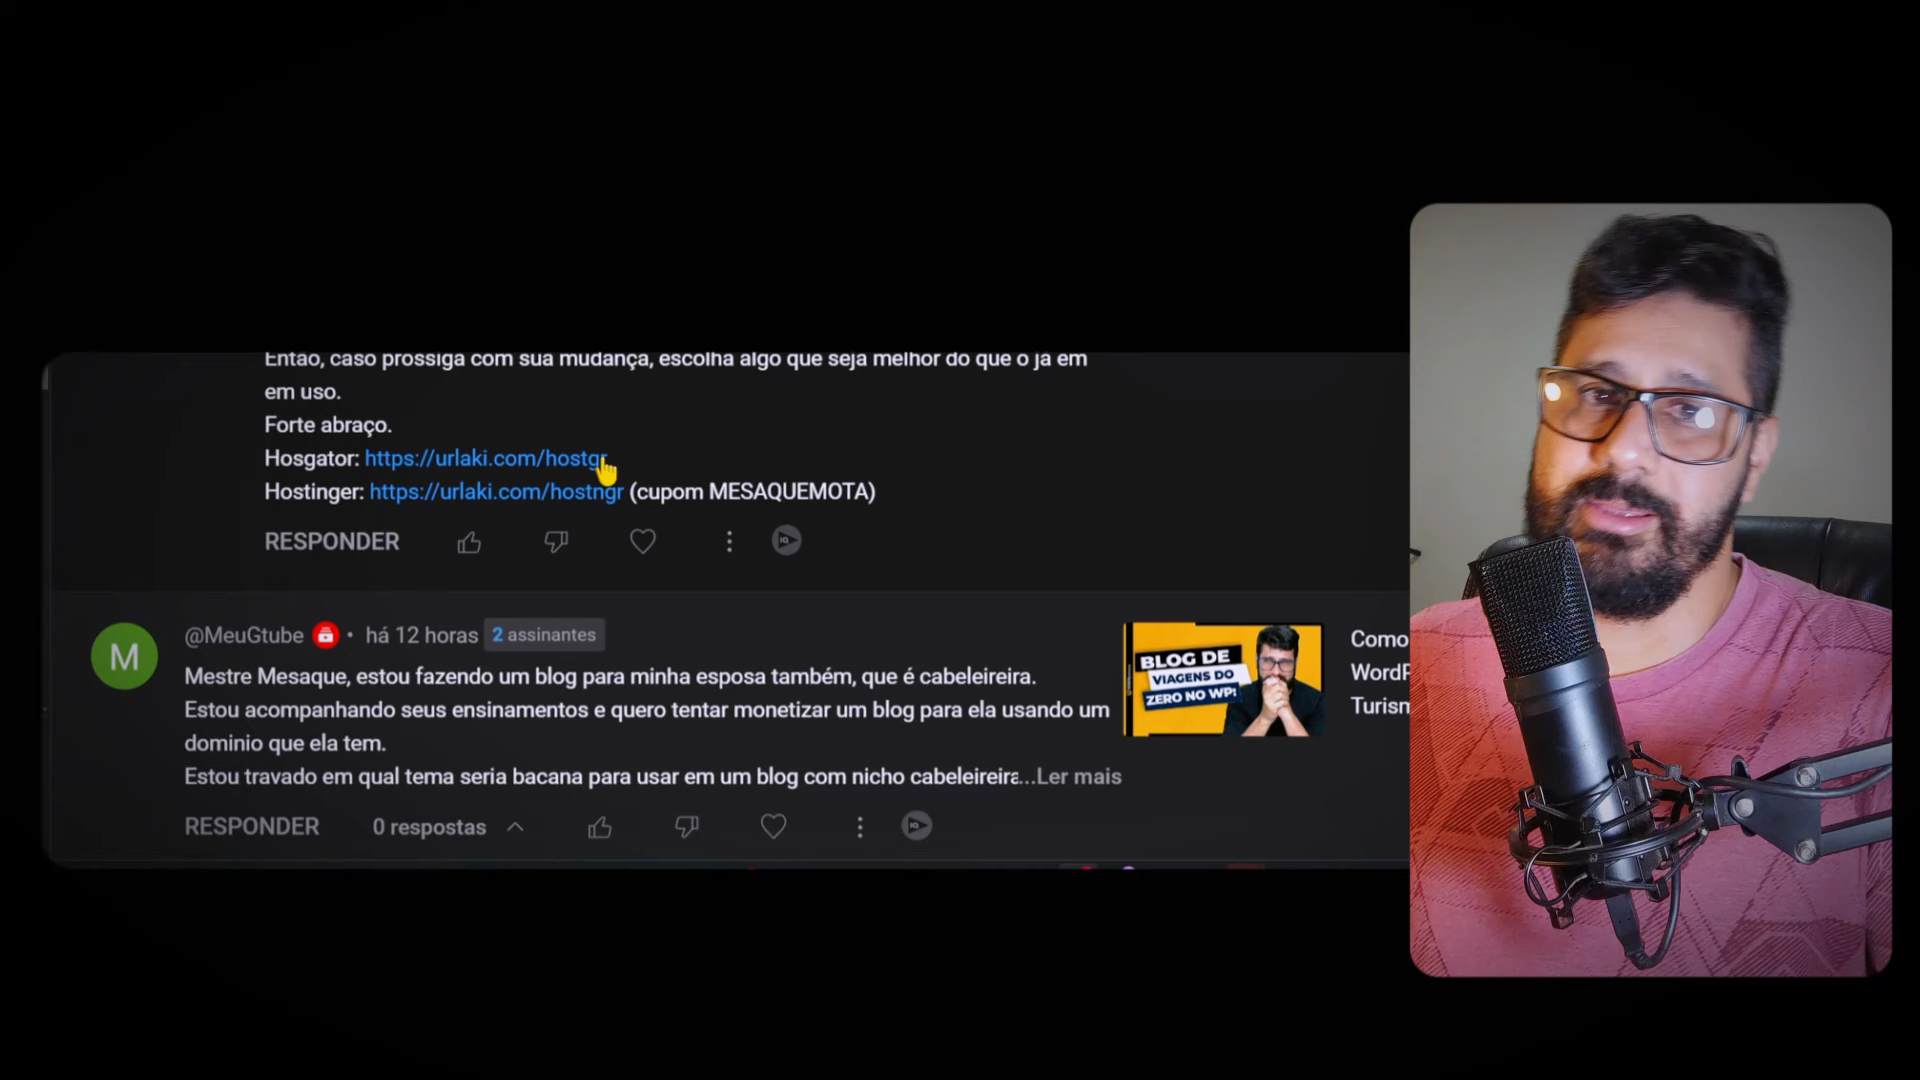 Então, caso prossiga com sua mudança, escolha algo que seja melhor do que o já em
em uso.
Forte abraço.
Hosgator: https://urlaki.com/hostgr
Hostinger: https://urlaki.com/hostngr (cupom MESAQUEMOTA)
RESPONDER
M
@MeuGtube • há 12 horas 2 assinantes
Mestre Mesaque, estou fazendo um blog para minha esposa também, que é cabeleireira.
Estou acompanhando seus ensinamentos e quero tentar monetizar um blog para ela usando um
dominio que ela tem.
Estou travado em qual tema seria bacana para usar em um blog com nicho cabeleireira...Ler mais
RESPONDER 0 respostas
BLOG DE
VIAGENS DO
ZERO NO WP!
Como
WordP
Turism